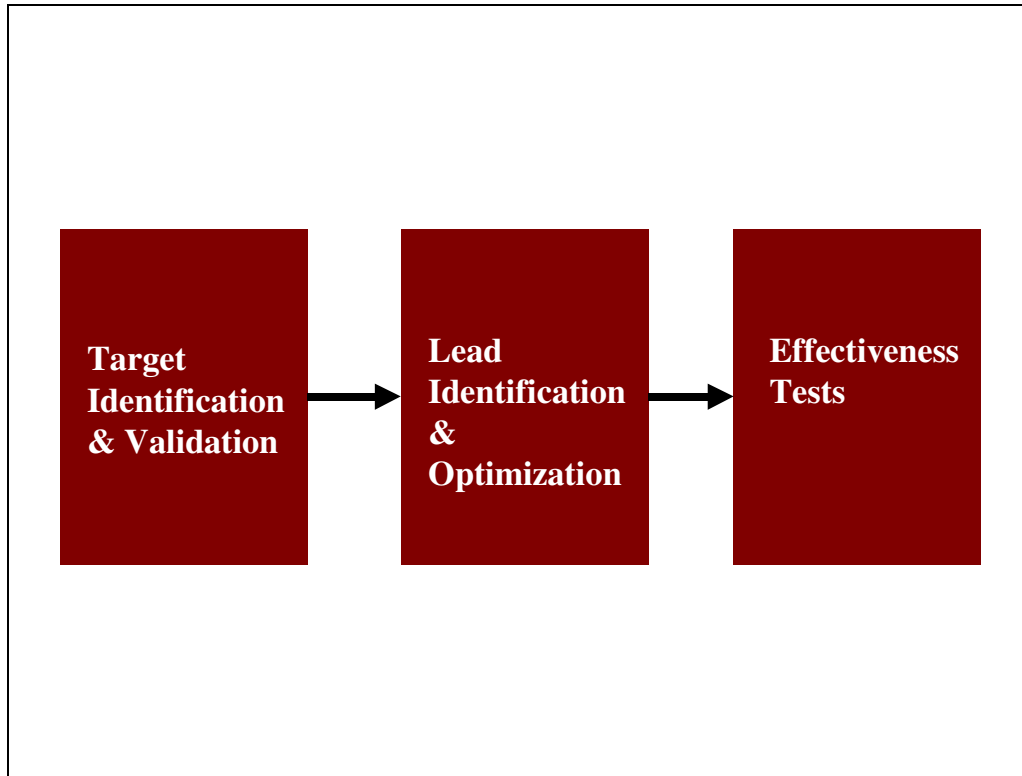 Target
Identification
& Validation
Lead
Identification
&
Optimization
Effectiveness
Tests